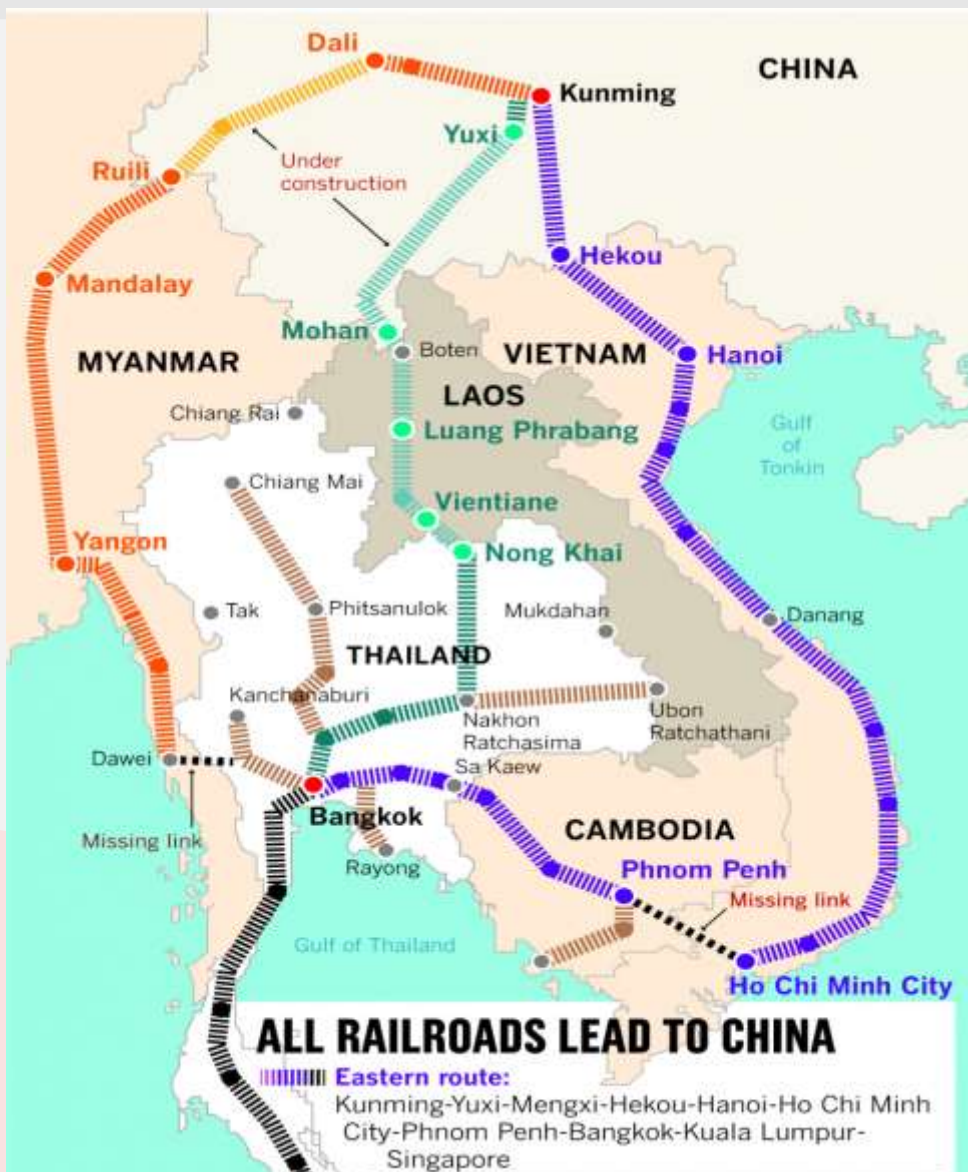 Dali
CHINA
Kunming
Yuxi
Under
construction
Ruili
Hekou
Mandalay
Mohan
Boten
VIETNAM
Hanoi
MYANMAR
LAOS
Chiang Rai
Luang Phrabang
Gulf
of
Tonkin
Chiang Mai
Vientiane
Yangon
Nong Khai
Tak
Phitsanulok
Mukdahan
Danang
THAILAND
Kanchanaburi
Nakhon
Ratchasima
Ubon
Ratchathani
Dawei
Sa Kaew
Bangkok
CAMBODIA
Missing link
Rayong
Phnom Penh
Missing link
Gulf of Thailand
Ho Chi Minh City
ALL RAILROADS LEAD TO CHINA
Eastern route:
Kunming-Yuxi-Mengxi-Hekou-Hanoi-Ho Chi Minh
City-Phnom Penh-Bangkok-Kuala Lumpur-
Singapore